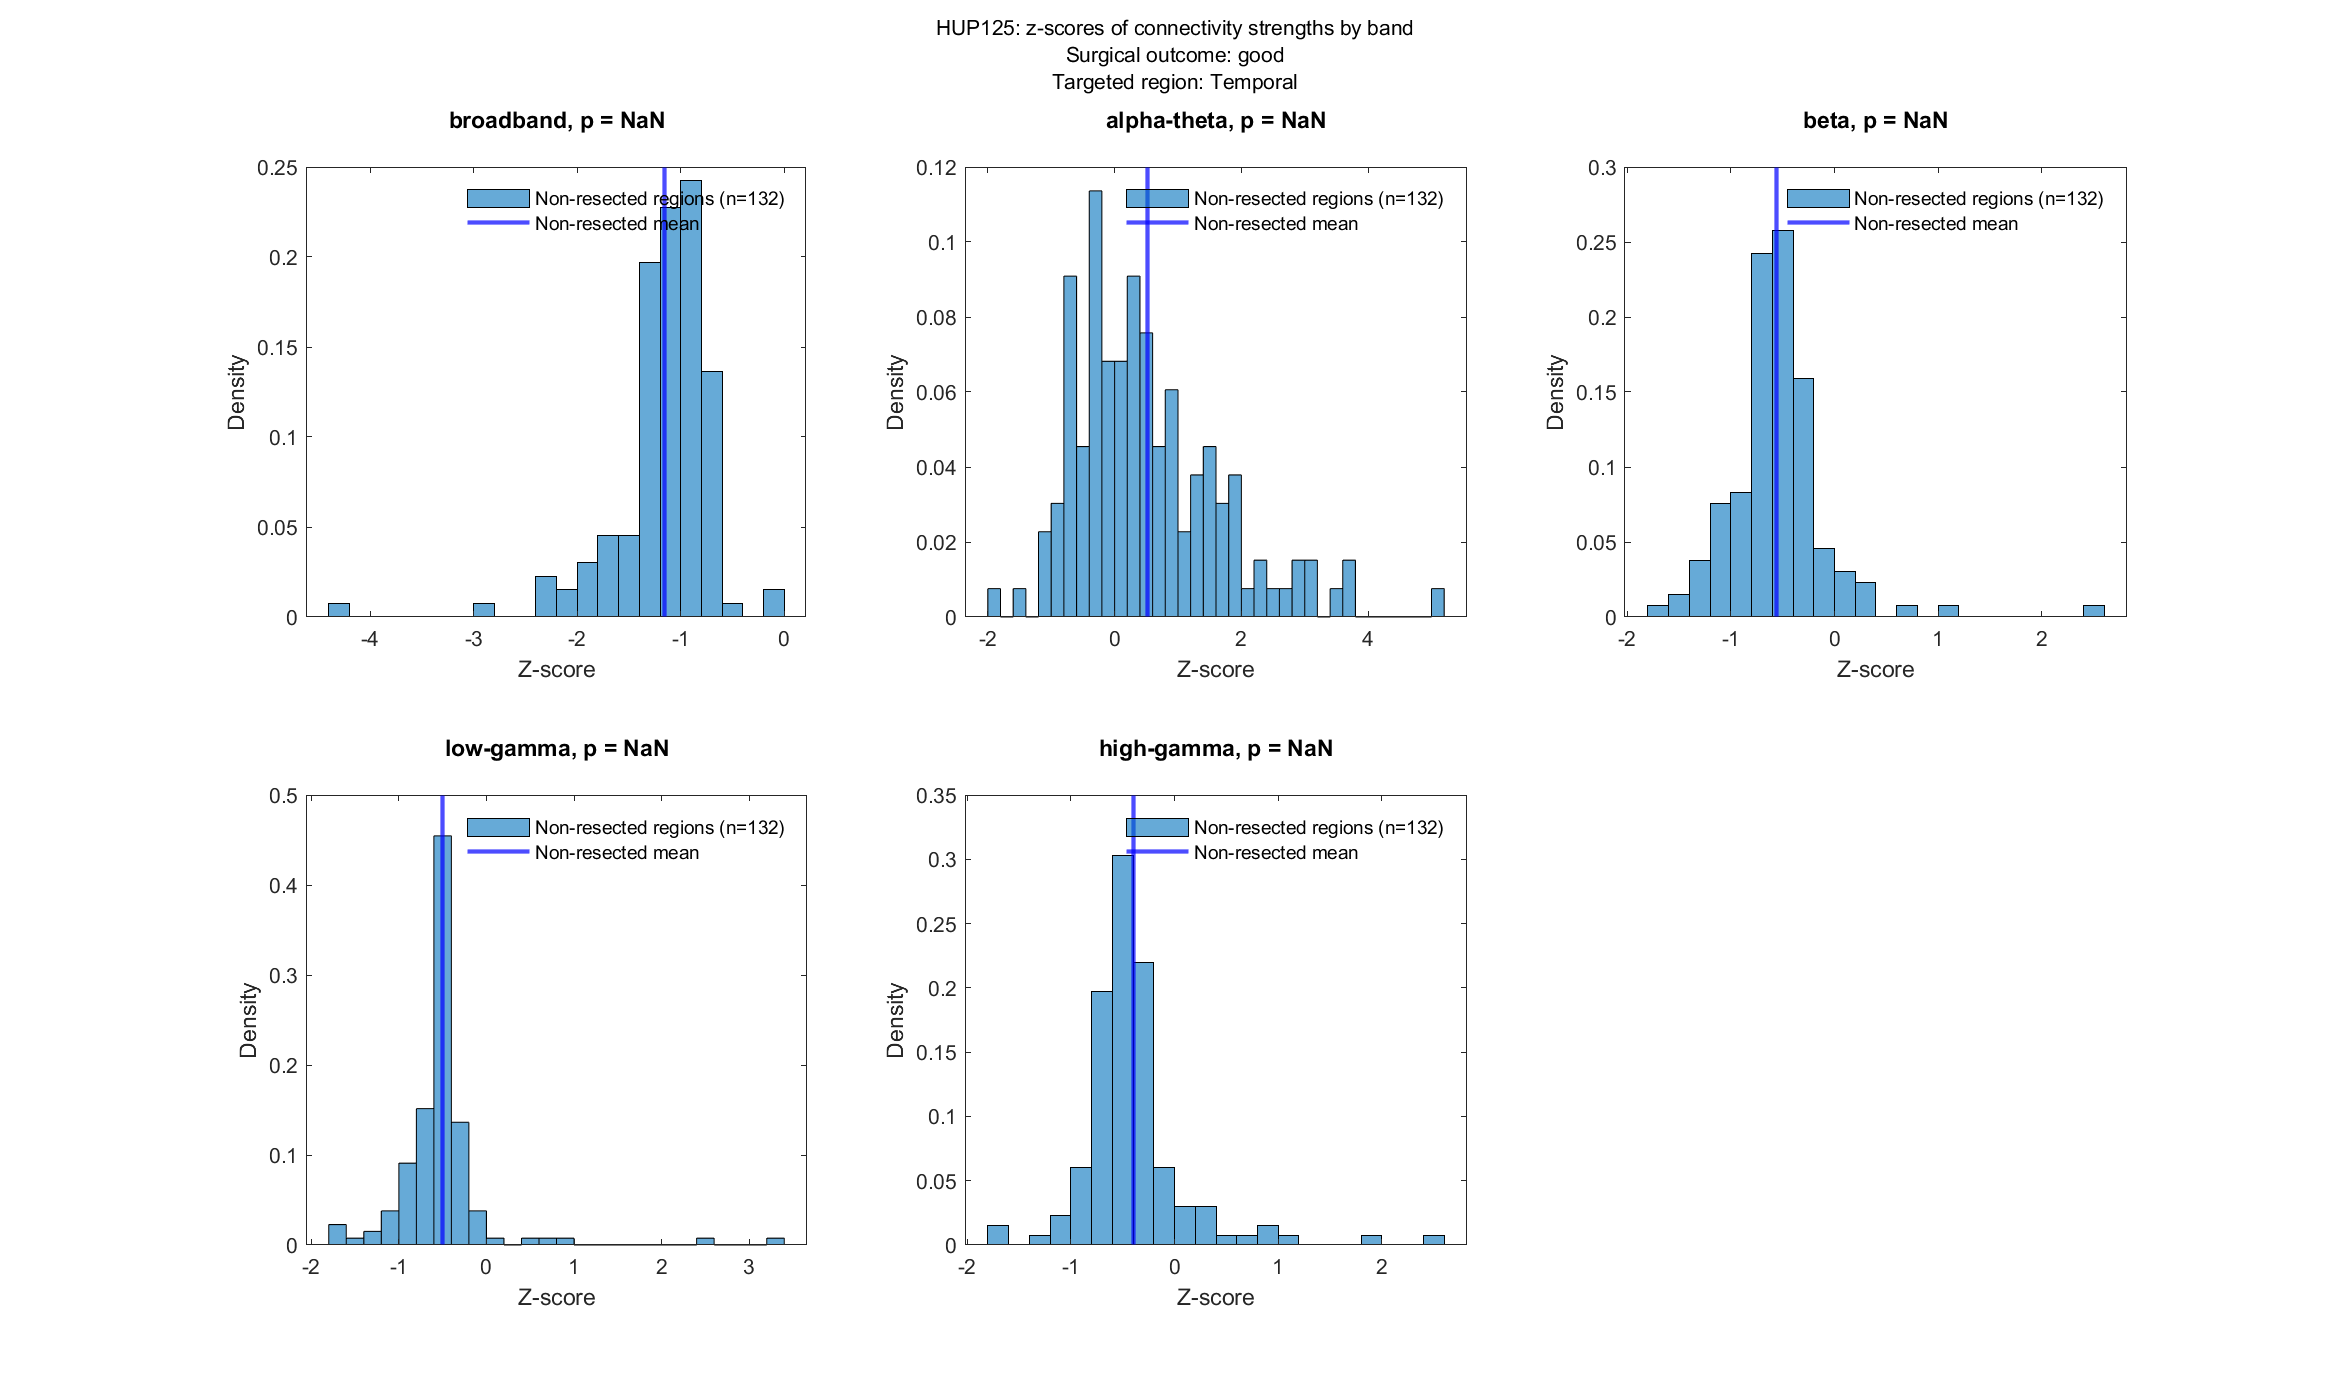 HUP125: z-scores of connectivity strengths by band
Surgical outcome: good
Targeted region: Temporal
broadband, p = NaN
0.25
0.2
0.15
0.1
0.05
0
Density
-4 -3 -2 -1 0
Z-score
Non-resected regions (n=132)
Non-resected mean
alpha-theta, p = NaN
0.12
0.1
0.08
0.06
0.04
0.02
0
Density
-2 0 2 4
Z-score
Non-resected regions (n=132)
Non-resected mean
beta, p = NaN
0.3
0.25
0.2
0.15
0.1
0.05
0
Density
-2 -1 0 1 2
Z-score
Non-resected regions (n=132)
Non-resected mean
low-gamma, p = NaN
0.5
0.4
0.3
0.2
0.1
0
Density
-2 -1 0 1 2 3
Z-score
Non-resected regions (n=132)
Non-resected mean
high-gamma, p = NaN
0.35
0.3
0.25
0.2
0.15
0.1
0.05
0
Density
-2 -1 0 1 2
Z-score
Non-resected regions (n=132)
Non-resected mean